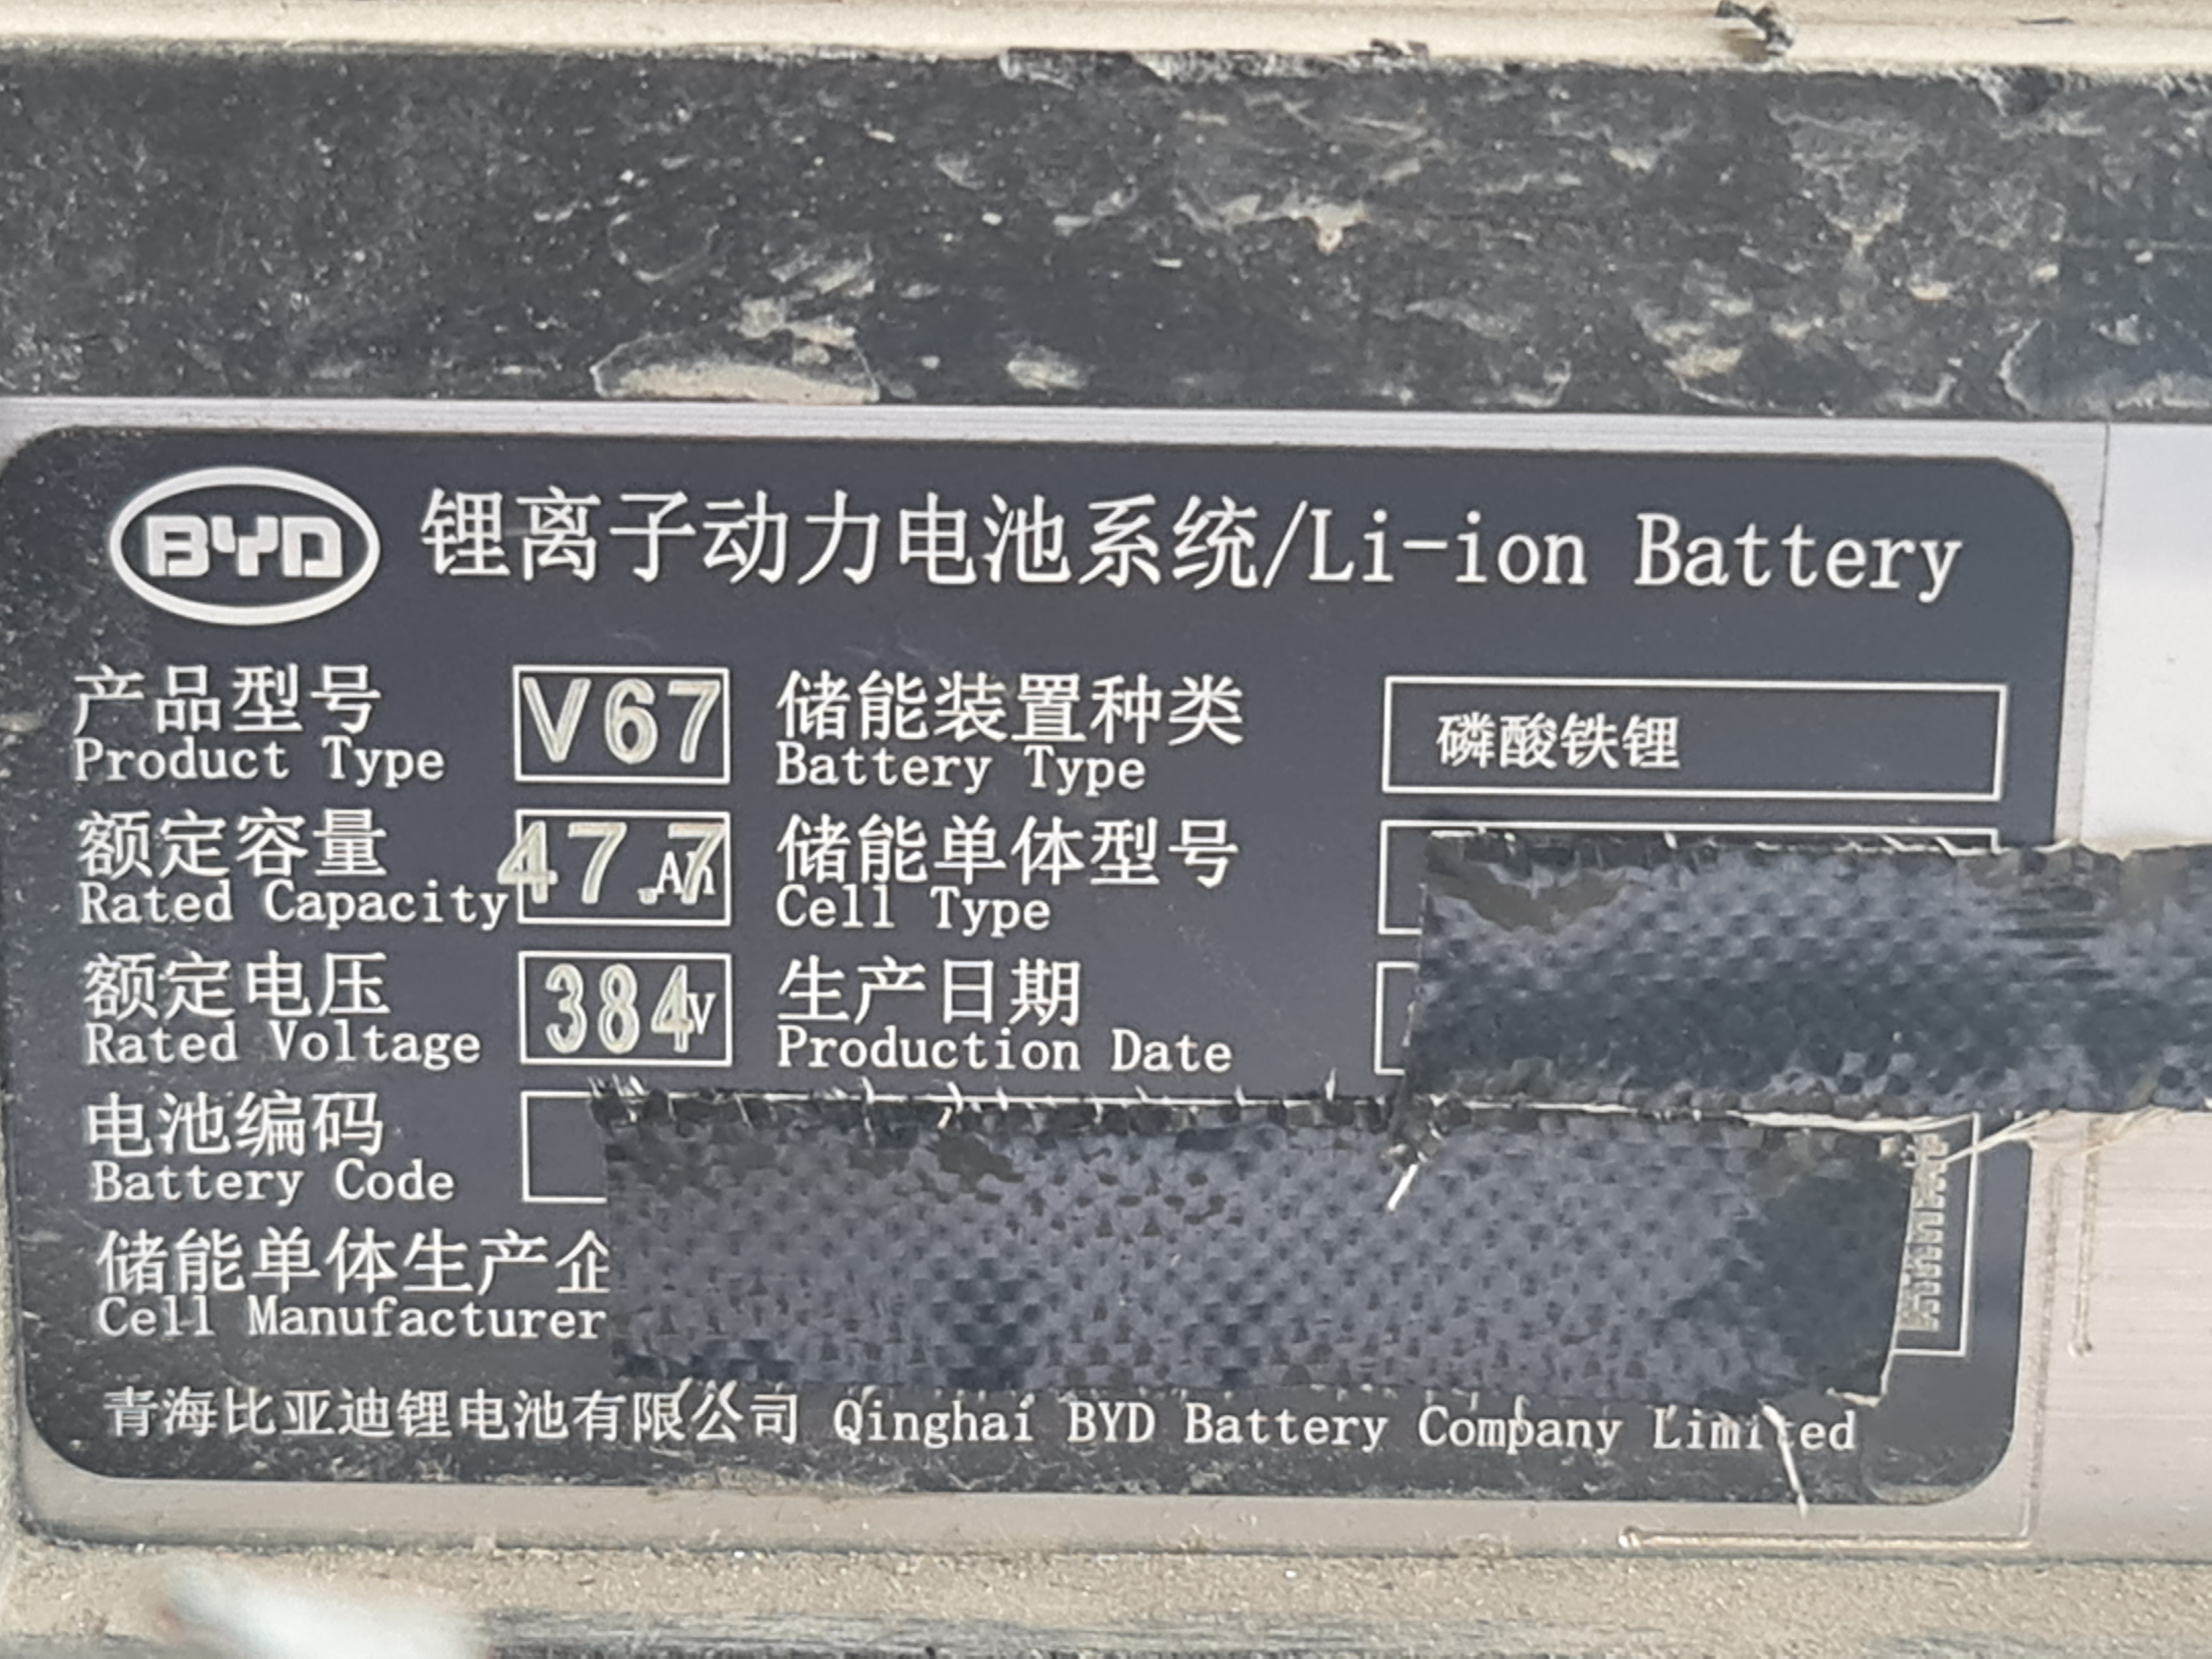 BYD 锂离子动力电池系统/Li-ion Battery
产品型号 V67 储能装置种类 磷酸铁锂
Product Type Battery Type
额定容量 47.7 Ah 储能单体型号
Rated Capacity Cell Type
额定电压 384V 生产日期
Rated Voltage Production Date
电池编码
Battery Code
储能单体生产企
Cell Manufacturer
青海比亚迪锂电池有限公司 Qinghai BYD Battery Company Limited